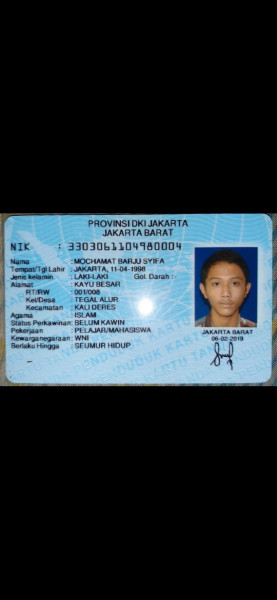 PROVINSI DKI JAKARTA
JAKARTA BARAT
NIK : 3303061104980004
Nama : MOCHAMAT BARJU SYIFA
Tempat/Tgl Lahir : JAKARTA, 11-04-1998
Jenis kelamin : LAKI-LAKI Gol. Darah :-
Alamat : KAYU BESAR
RT/RW : 001/008
Kel/Desa : TEGAL ALUR
Kecamatan : KALI DERES
Agama : ISLAM
Status Perkawinan: BELUM KAWIN
Pekerjaan : PELAJAR/MAHASISWA
Kewarganegaraan: WNI
Berlaku Hingga : SEUMUR HIDUP
JAKARTA BARAT
06-02-2019